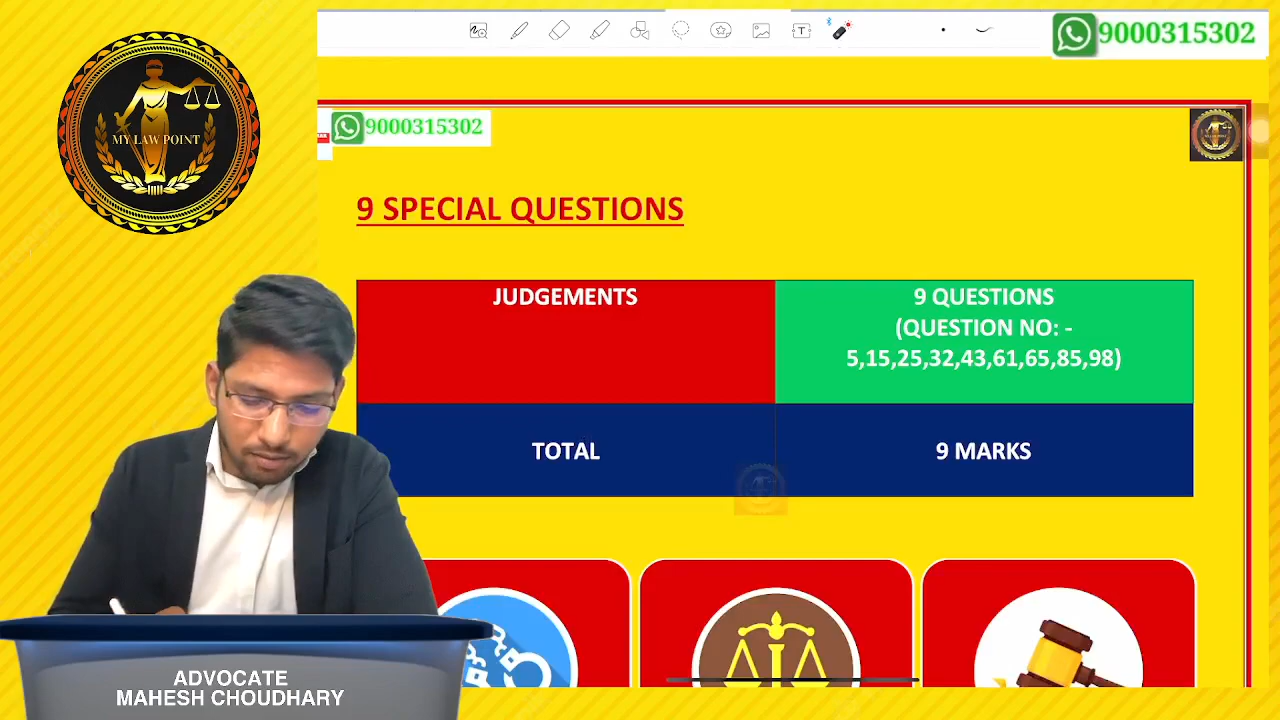 MY LAW POINT
9000315302
9000315302
9 SPECIAL QUESTIONS
JUDGEMENTS
9 QUESTIONS
(QUESTION NO: -
5,15,25,32,43,61,65,85,98)
TOTAL
9 MARKS
ADVOCATE
MAHESH CHOUDHARY